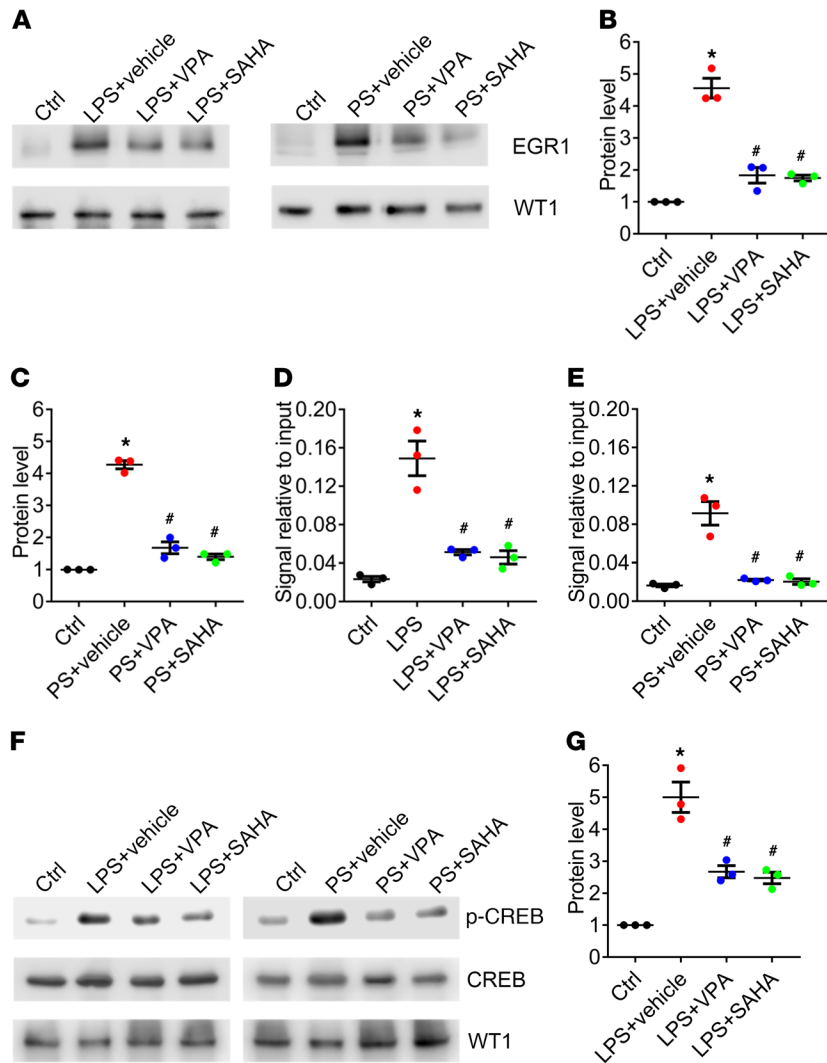 A
Ctrl
LPS+vehicle
LPS+VPA
LPS+SAHA
Ctrl
PS+vehicle
PS+VPA
PS+SAHA
EGR1
WT1
B
Protein level
6
5
4
3
2
1
0
*
#
#
Ctrl
LPS+vehicle
LPS+VPA
LPS+SAHA
C
Protein level
6
5
4
3
2
1
0
*
#
#
Ctrl
PS+vehicle
PS+VPA
PS+SAHA
D
Signal relative to input
0.20
0.16
0.12
0.08
0.04
0.00
*
#
#
Ctrl
LPS
LPS+VPA
LPS+SAHA
E
Signal relative to input
0.20
0.16
0.12
0.08
0.04
0.00
*
#
#
Ctrl
PS+vehicle
PS+VPA
PS+SAHA
F
Ctrl
LPS+vehicle
LPS+VPA
LPS+SAHA
Ctrl
PS+vehicle
PS+VPA
PS+SAHA
p-CREB
CREB
WT1
G
Protein level
6
5
4
3
2
1
0
*
#
#
Ctrl
LPS+vehicle
LPS+VPA
LPS+SAHA